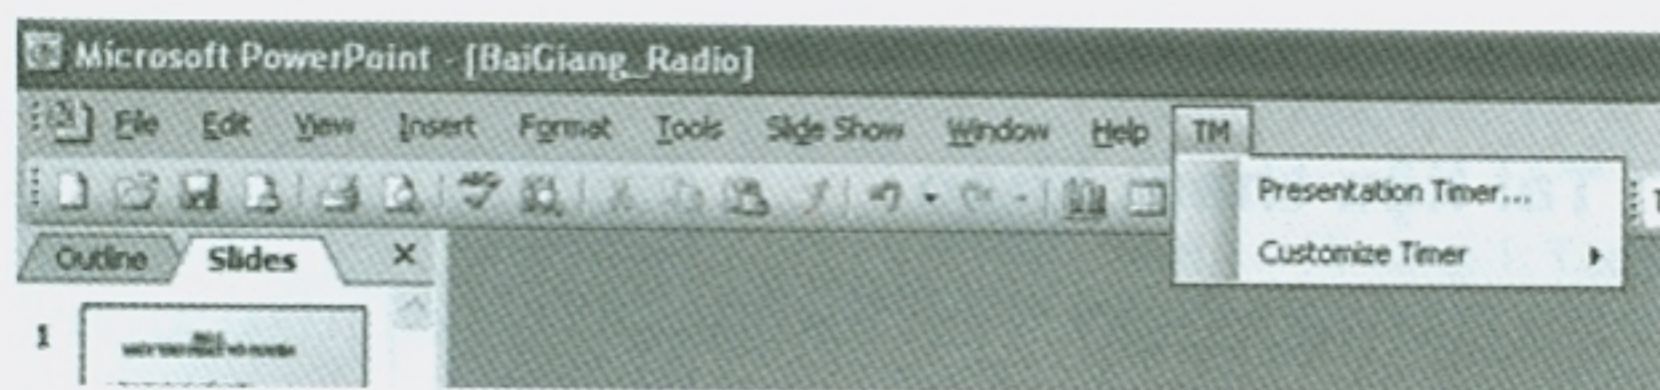 Microsoft PowerPoint - [BaiGiang_Radio]
File Edit View Insert Format Tools Slide Show Window Help TM
Presentation Timer...
Customize Timer
Outline Slides
1